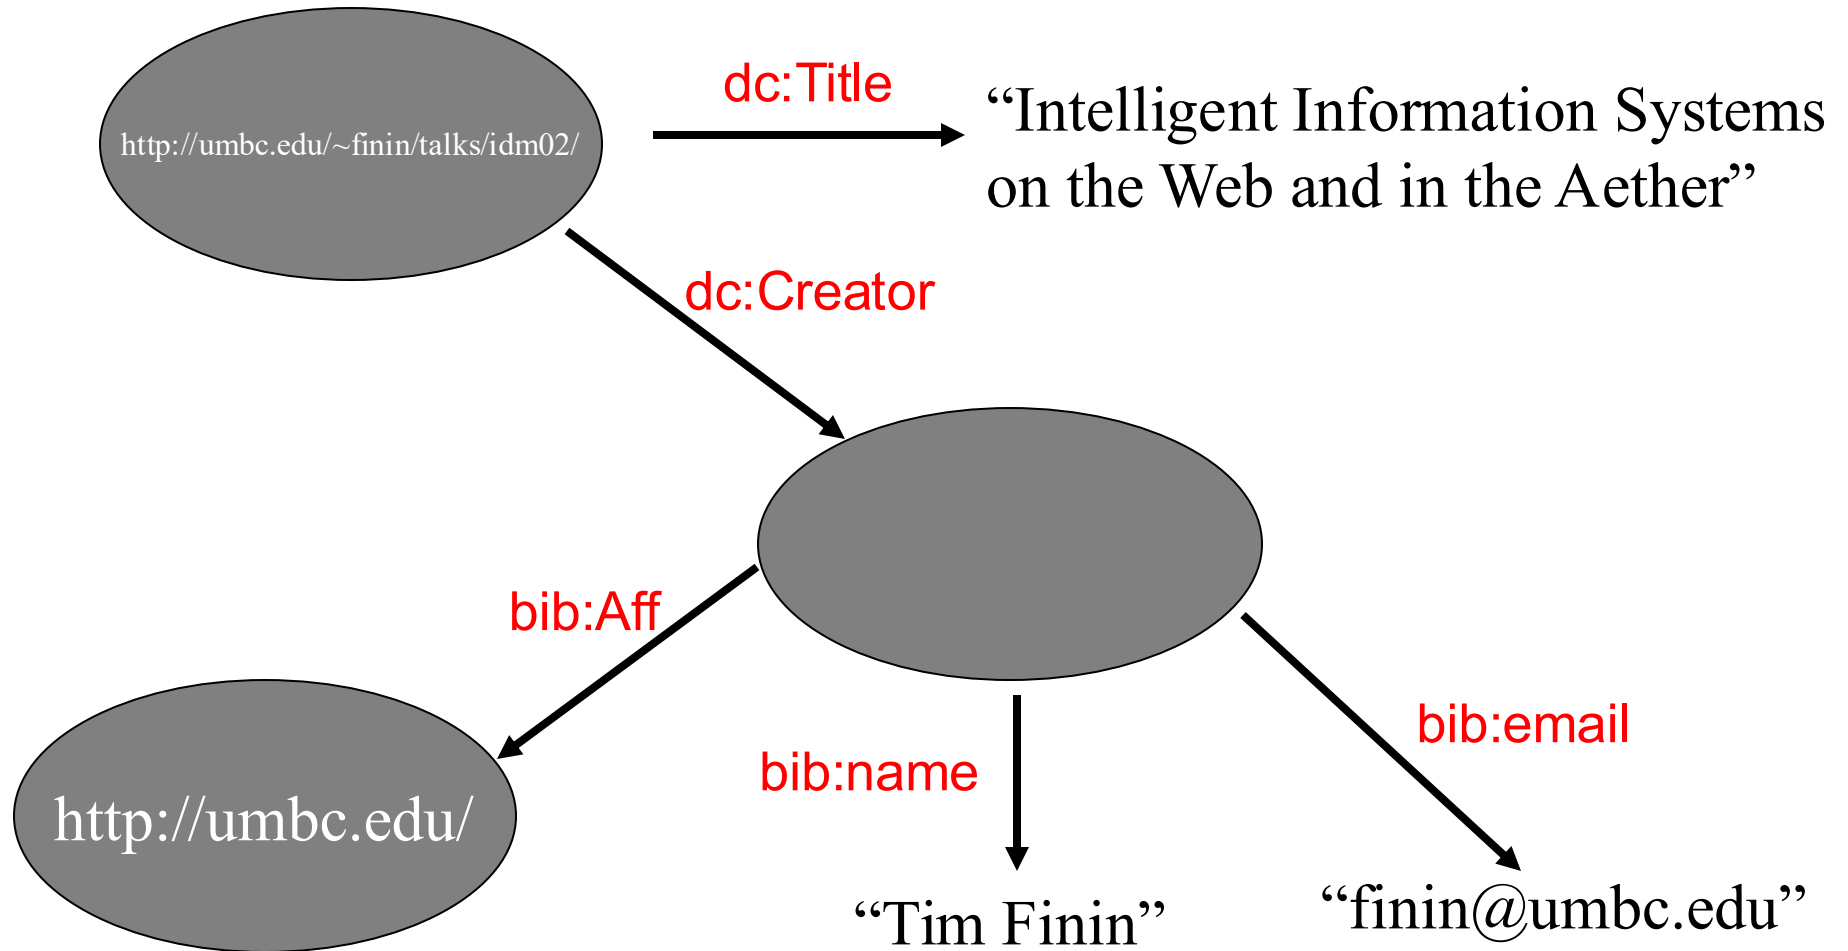 dc:Title
“Intelligent Information Systems
on the Web and in the Aether”
http://umbc.edu/~finin/talks/idm02/
dc:Creator
bib:Aff
bib:name
bib:email
http://umbc.edu/
“Tim Finin”
“finin@umbc.edu”